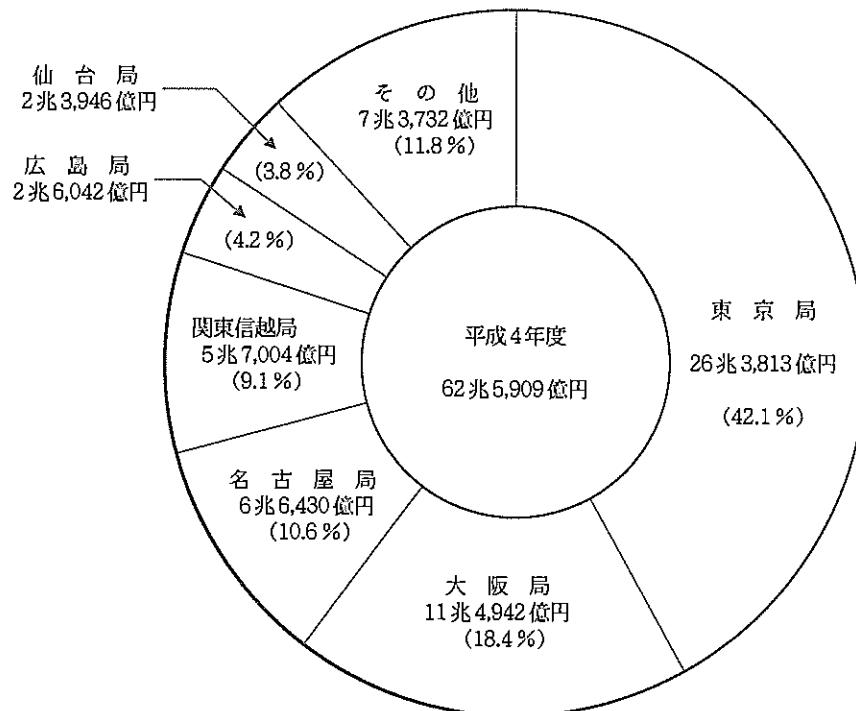 仙台局
2兆3,946億円
(3.8%)
広島局
2兆6,042億円
(4.2%)
その他
7兆3,732億円
(11.8%)
関東信越局
5兆7,004億円
(9.1%)
平成4年度
62兆5,909億円
東京局
26兆3,813億円
(42.1%)
名古屋局
6兆6,430億円
(10.6%)
大阪局
11兆4,942億円
(18.4%)